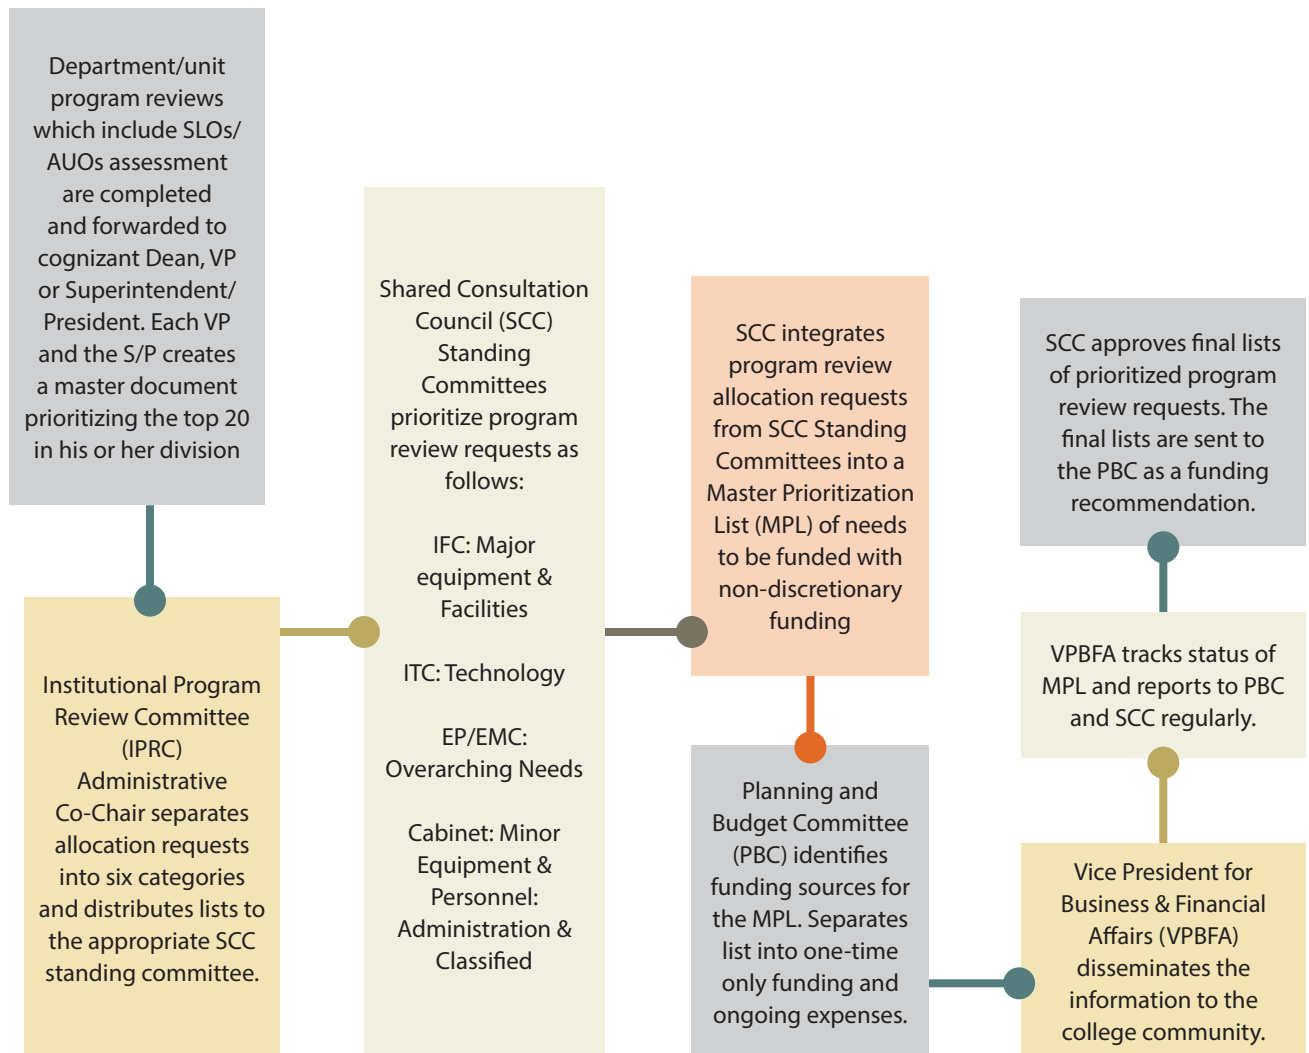 Department/unit
program reviews
which include SLOs/
AUOs assessment
are completed
and forwarded to
cognizant Dean, VP
or Superintendent/
President. Each VP
and the S/P creates
a master document
prioritizing the top 20
in his or her division
Institutional Program
Review Committee
(IPRC)
Administrative
Co-Chair separates
allocation requests
into six categories
and distributes lists to
the appropriate SCC
standing committee.
Shared Consultation
Council (SCC)
Standing
Committees
prioritize program
review requests as
follows:
IFC: Major
equipment &
Facilities
ITC: Technology
EP/EMC:
Overarching Needs
Cabinet: Minor
Equipment &
Personnel:
Administration &
Classified
SCC integrates
program review
allocation requests
from SCC Standing
Committees into a
Master Prioritization
List (MPL) of needs
to be funded with
non-discretionary
funding
Planning and
Budget Committee
(PBC) identifies
funding sources for
the MPL. Separates
list into one-time
only funding and
ongoing expenses.
Vice President for
Business & Financial
Affairs (VPBFA)
disseminates the
information to the
college community.
VPBFA tracks status of
MPL and reports to PBC
and SCC regularly.
SCC approves final lists
of prioritized program
review requests. The
final lists are sent to
the PBC as a funding
recommendation.